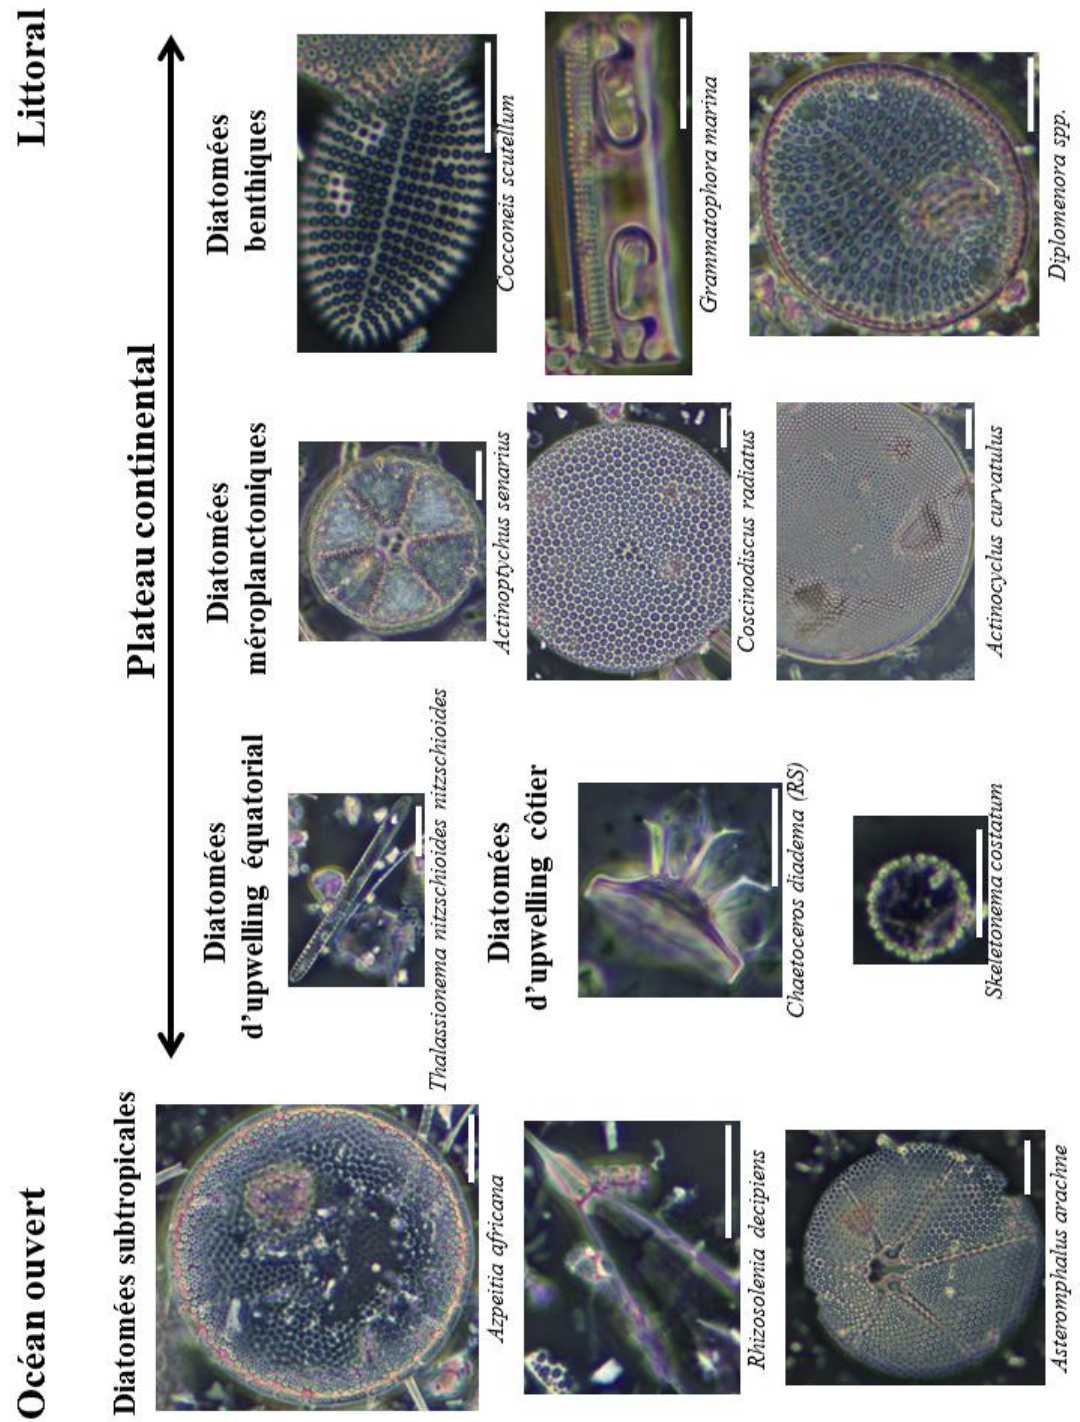 Océan ouvert
Littoral
Plateau continental
Diatomées subtropicales
Azpeitia africana
Rhizosolenia decipiens
Asteromphalus arachne
Diatomées
d'upwelling équatorial
Thalassionema nitzschioides nitzschioides
Diatomées
d'upwelling côtier
Chaetoceros diadema (RS)
Skeletonema costatum
Diatomées
méroplanctoniques
Actinoptychus senarius
Coscinodiscus radiatus
Actinocyclus curvatulus
Diatomées
benthiques
Cocconeis scutellum
Grammatophora marina
Diplomenora spp.